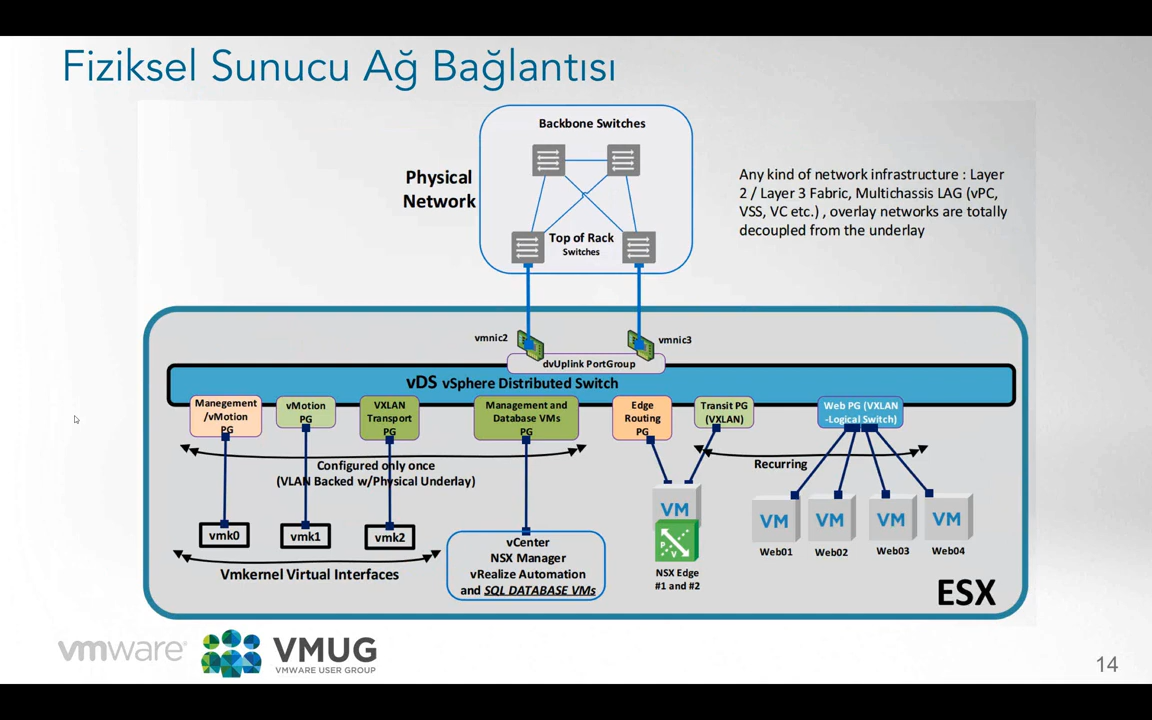 Fiziksel Sunucu Ağ Bağlantısı
Backbone Switches
Physical
Network
Top of Rack
Switches
Any kind of network infrastructure : Layer
2 / Layer 3 Fabric, Multichassis LAG (vPC,
VSS, VC etc.) , overlay networks are totally
decoupled from the underlay
vmnic2
vmnic3
dvUplink PortGroup
vDS vSphere Distributed Switch
Manegement
/vMotion
PG
vMotion
PG
VXLAN
Transport
PG
Management and
Database VMs
PG
Edge
Routing
PG
Transit PG
(VXLAN)
Web PG (VXLAN
-Logical Switch)
Configured only once
(VLAN Backed w/Physical Underlay)
Recurring
vmk0
vmk1
vmk2
Vmkernel Virtual Interfaces
vCenter
NSX Manager
vRealize Automation
and SQL DATABASE VMs
VM
P
V
NSX Edge
#1 and #2
VM
VM
VM
VM
Web01
Web02
Web03
Web04
ESX
vmware®
VMUG
VMWARE USER GROUP
14